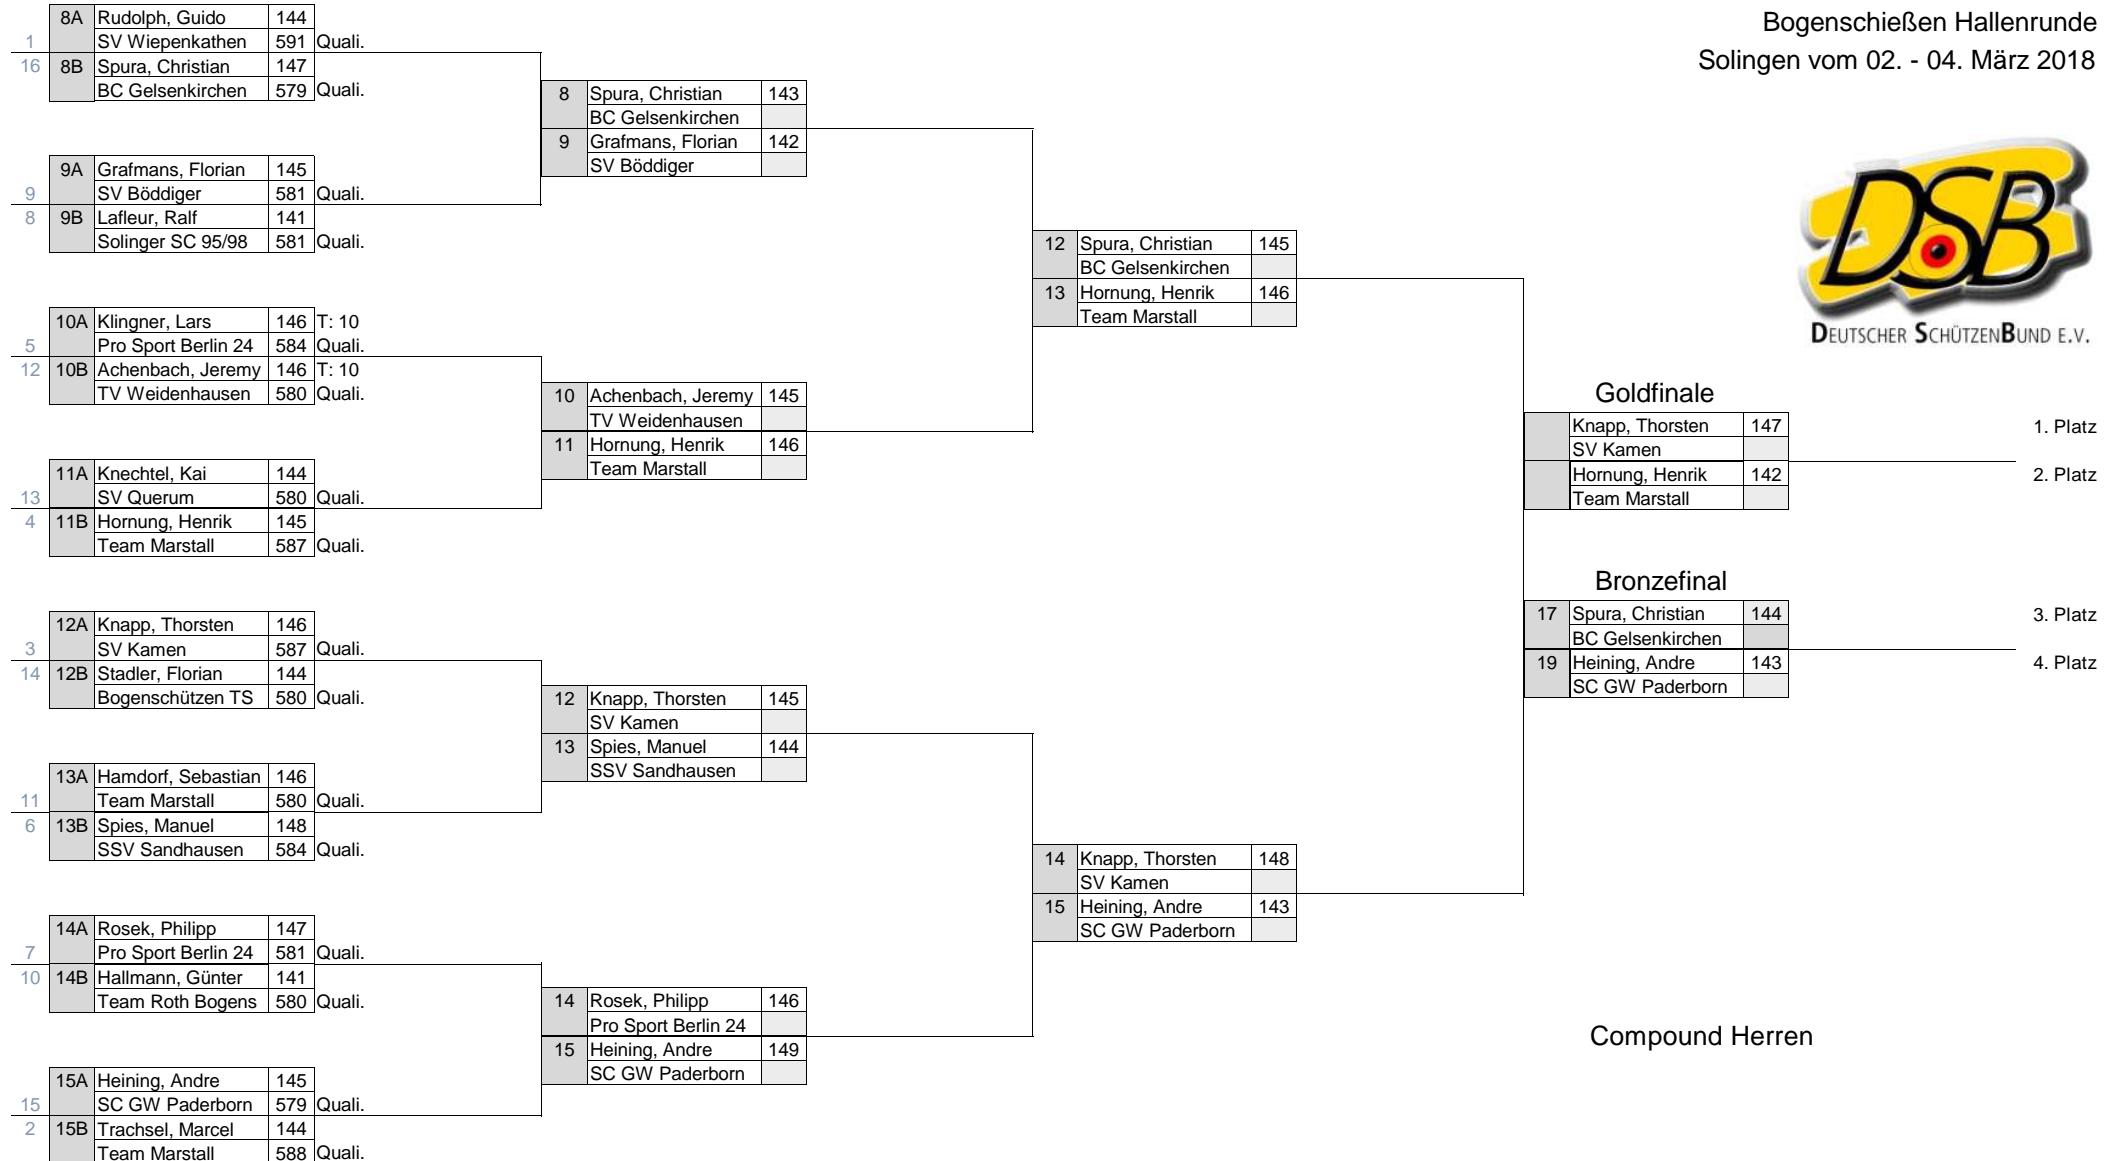 Bogenschießen Hallenrunde
Solingen vom 02. - 04. März 2018
DSB
DEUTSCHER SCHÜTZENBUND E.V.
8A Rudolph, Guido 144
1 SV Wiepenkathen 591 Quali.
16 8B Spura, Christian 147
BC Gelsenkirchen 579 Quali.
9A Grafmans, Florian 145
9 SV Böddiger 581 Quali.
8 9B Lafleur, Ralf 141
Solinger SC 95/98 581 Quali.
10A Klingner, Lars 146 T: 10
5 Pro Sport Berlin 24 584 Quali.
12 10B Achenbach, Jeremy 146 T: 10
TV Weidenhausen 580 Quali.
11A Knechtel, Kai 144
13 SV Querum 580 Quali.
4 11B Hornung, Henrik 145
Team Marstall 587 Quali.
12A Knapp, Thorsten 146
3 SV Kamen 587 Quali.
14 12B Stadler, Florian 144
Bogenschützen TS 580 Quali.
13A Hamdorf, Sebastian 146
11 Team Marstall 580 Quali.
6 13B Spies, Manuel 148
SSV Sandhausen 584 Quali.
14A Rosek, Philipp 147
7 Pro Sport Berlin 24 581 Quali.
10 14B Hallmann, Günter 141
Team Roth Bogens 580 Quali.
15A Heining, Andre 145
15 SC GW Paderborn 579 Quali.
2 15B Trachsel, Marcel 144
Team Marstall 588 Quali.
8 Spura, Christian 143
BC Gelsenkirchen
9 Grafmans, Florian 142
SV Böddiger
10 Achenbach, Jeremy 145
TV Weidenhausen
11 Hornung, Henrik 146
Team Marstall
12 Knapp, Thorsten 145
SV Kamen
13 Spies, Manuel 144
SSV Sandhausen
14 Rosek, Philipp 146
Pro Sport Berlin 24
15 Heining, Andre 149
SC GW Paderborn
12 Spura, Christian 145
BC Gelsenkirchen
13 Hornung, Henrik 146
Team Marstall
14 Knapp, Thorsten 148
SV Kamen
15 Heining, Andre 143
SC GW Paderborn
Goldfinale
Knapp, Thorsten 147 1. Platz
SV Kamen
Hornung, Henrik 142 2. Platz
Team Marstall
Bronzefinal
17 Spura, Christian 144 3. Platz
BC Gelsenkirchen
19 Heining, Andre 143 4. Platz
SC GW Paderborn
Compound Herren